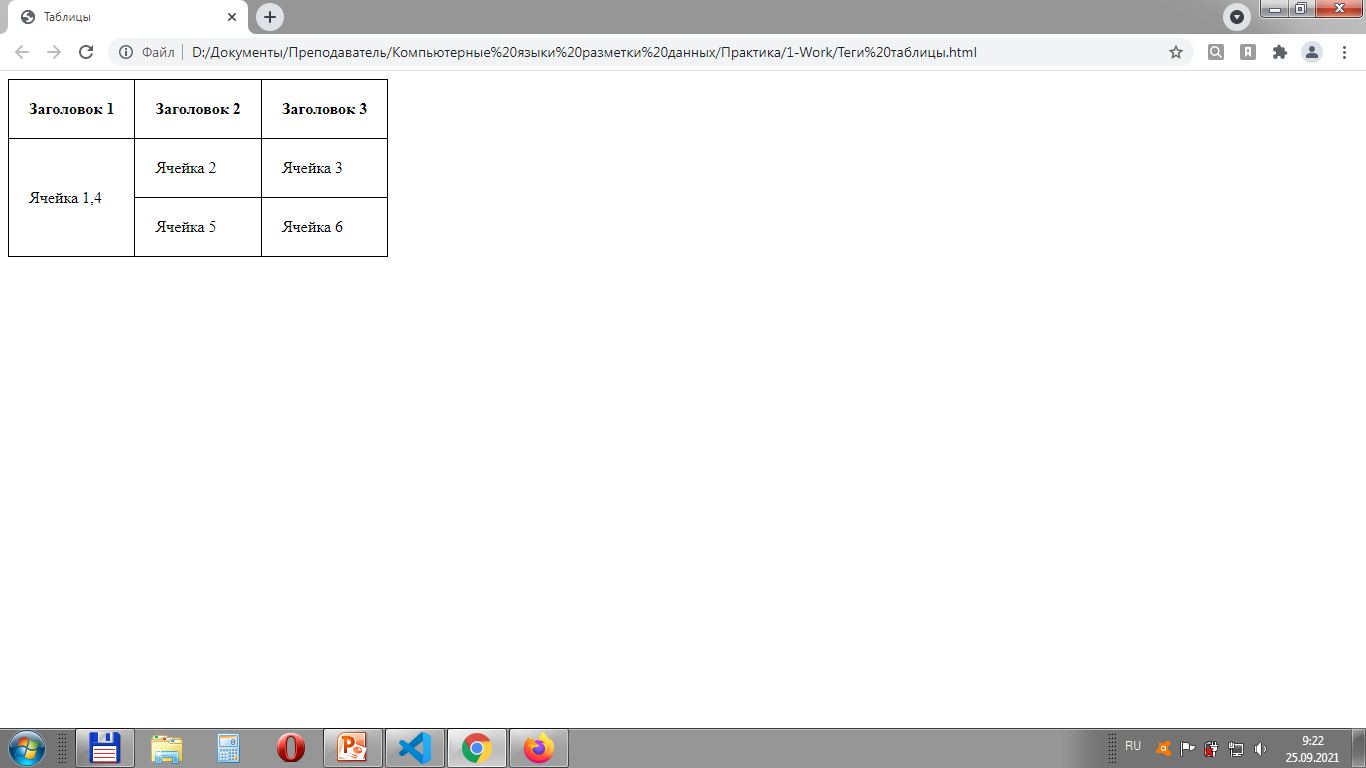 Таблицы
Файл D:/Документы/Преподаватель/Компьютерные%20языки%20разметки%20данных/Практика/1-Work/Теги%20таблицы.html
Заголовок 1 Заголовок 2 Заголовок 3
Ячейка 2 Ячейка 3
Ячейка 1,4
Ячейка 5 Ячейка 6
RU 9:22
25.09.2021